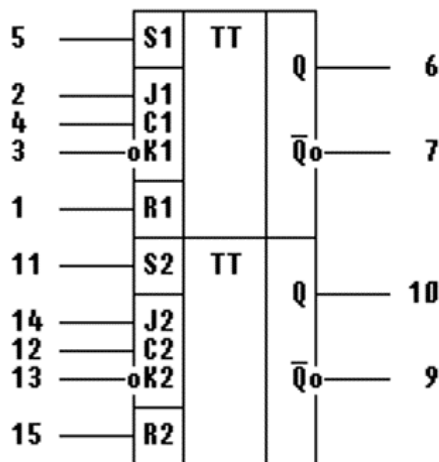 5 S1 TT
Q 6
2 J1
4 C1
3 K1 Q̅ 7
1 R1
11 S2 TT
Q 10
14 J2
12 C2
13 K2 Q̅ 9
15 R2